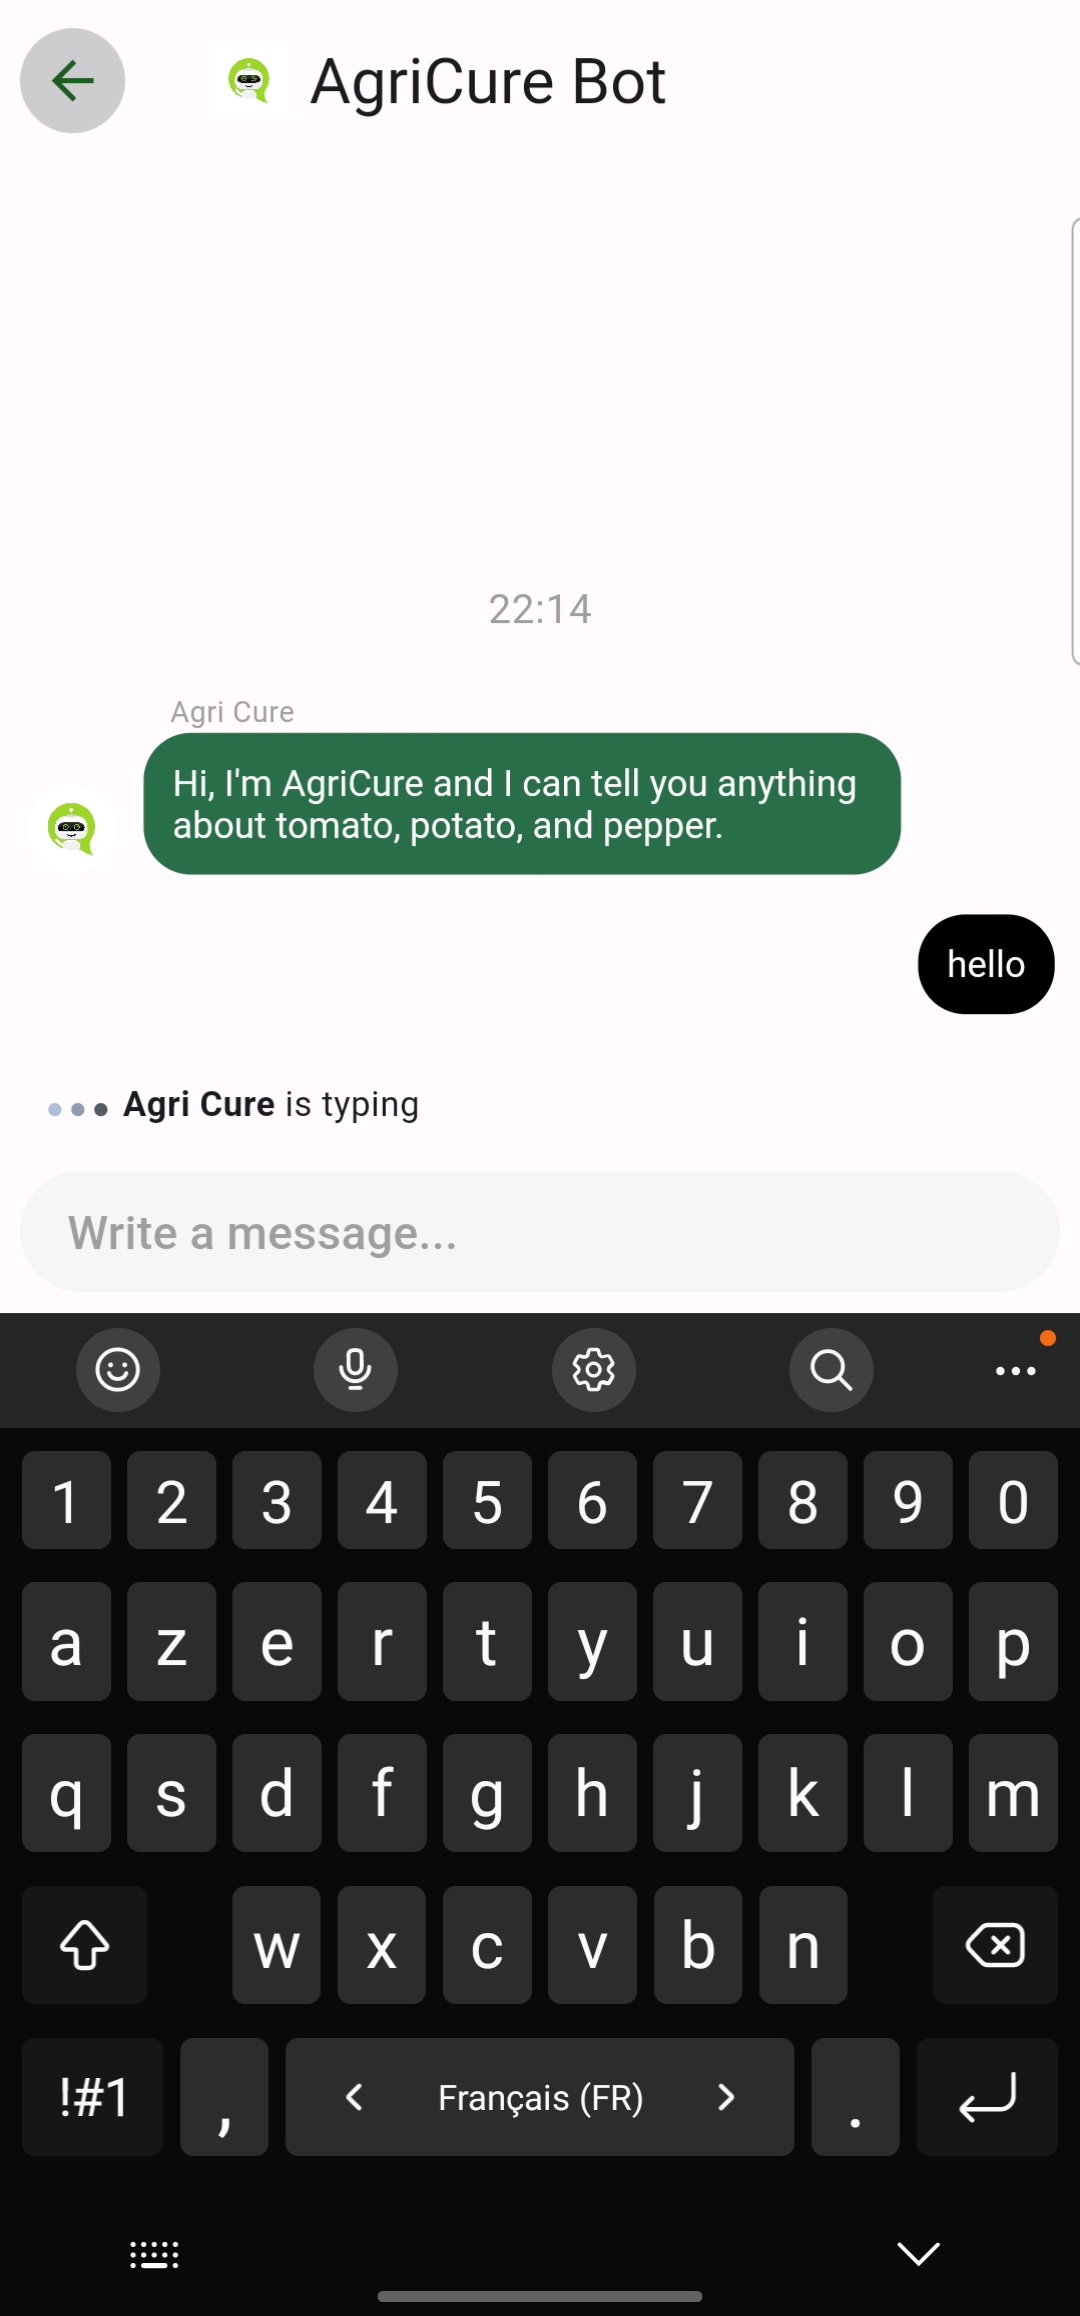 AgriCure Bot
22:14
Agri Cure
Hi, I'm AgriCure and I can tell you anything
about tomato, potato, and pepper.
hello
Agri Cure is typing
Write a message...
1 2 3 4 5 6 7 8 9 0
a z e r t y u i o p
q s d f g h j k l m
w x c v b n
!#1 , Français (FR) .